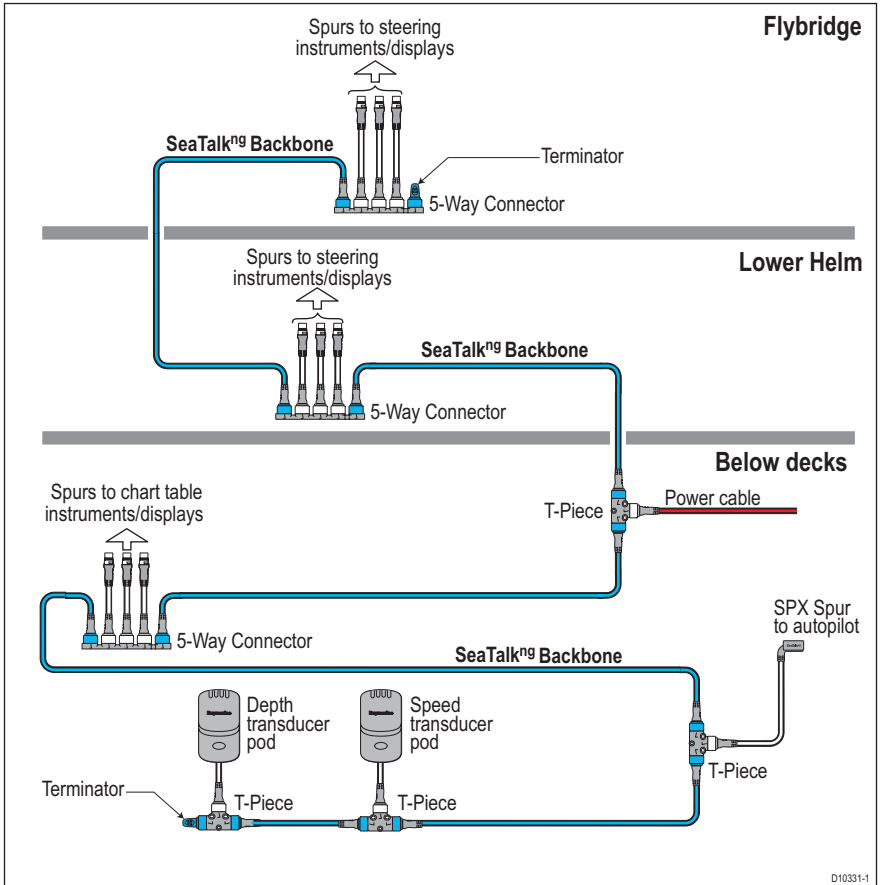 Flybridge
Spurs to steering
instruments/displays
SeaTalkng Backbone
Terminator
5-Way Connector
Lower Helm
Spurs to steering
instruments/displays
SeaTalkng Backbone
5-Way Connector
Below decks
Spurs to chart table
instruments/displays
T-Piece
Power cable
5-Way Connector
SPX Spur
to autopilot
SeaTalkng Backbone
Depth
transducer
pod
Speed
transducer
pod
T-Piece
Terminator
T-Piece
T-Piece
D10331-1